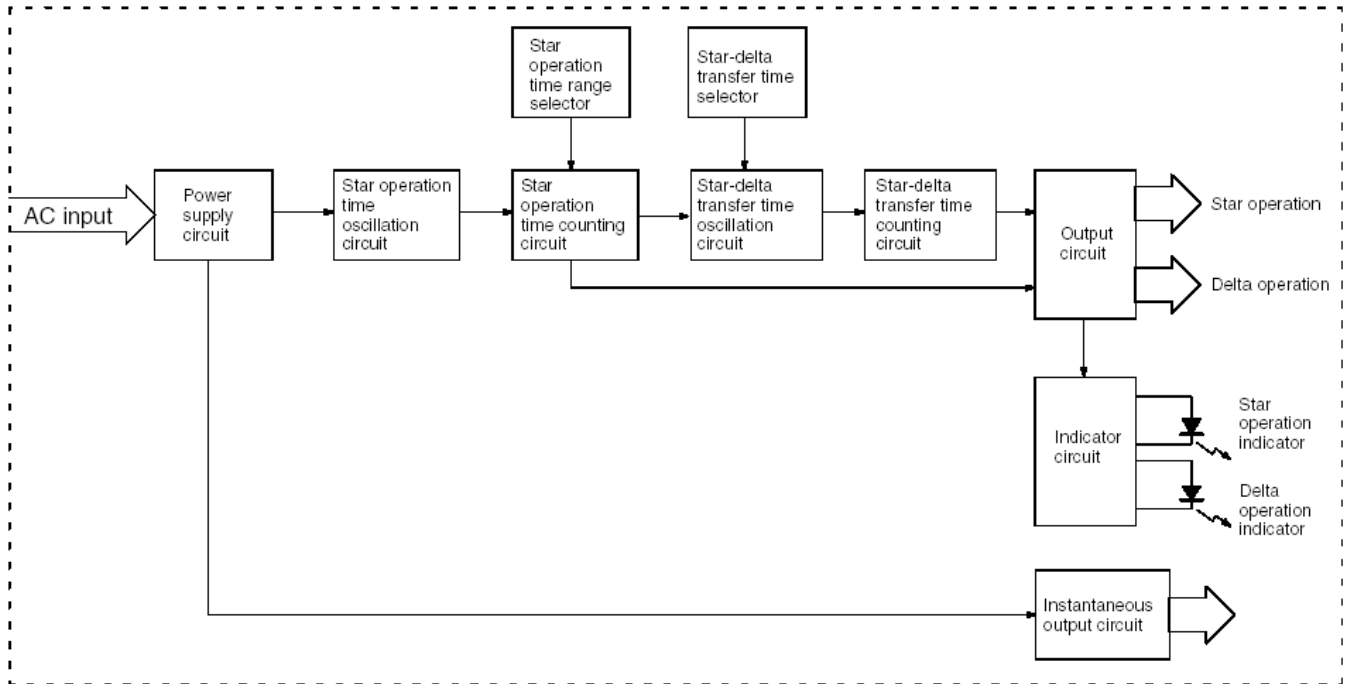 Star
operation
time range
selector
Star-delta
transfer time
selector
AC input
Power
supply
circuit
Star operation
time
oscillation
circuit
Star
operation
time counting
circuit
Star-delta
transfer time
oscillation
circuit
Star-delta
transfer time
counting
circuit
Output
circuit
Star operation
Delta operation
Indicator
circuit
Star
operation
indicator
Delta
operation
indicator
Instantaneous
output circuit